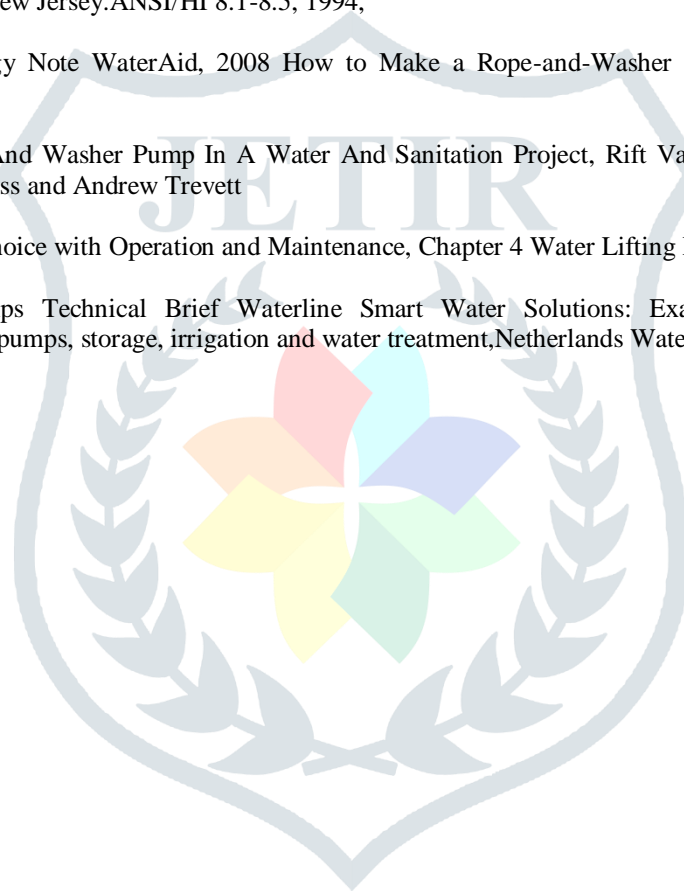 ew Jersey.ANSI/HI 8.1-8.5, 1994,
gy Note WaterAid, 2008 How to Make a Rope-and-Washer
And Washer Pump In A Water And Sanitation Project, Rift Va
ss and Andrew Trevett
hoice with Operation and Maintenance, Chapter 4 Water Lifting
ps Technical Brief Waterline Smart Water Solutions: Exa
pumps, storage, irrigation and water treatment,Netherlands Wate
JETIR